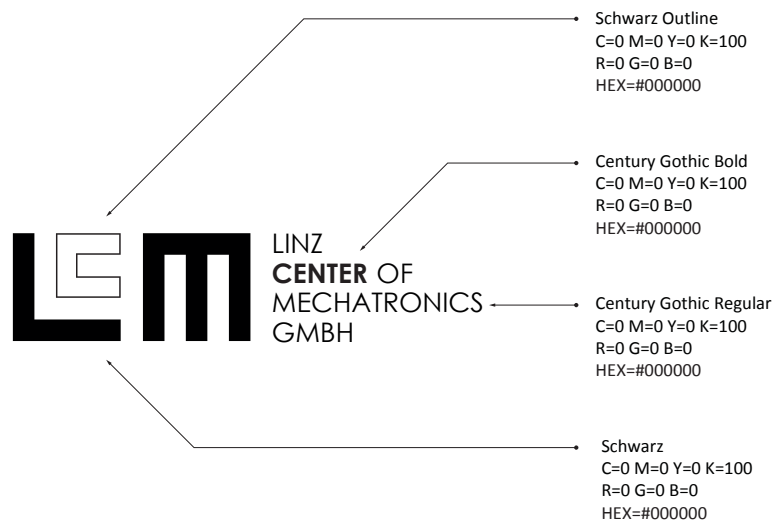 Schwarz Outline
C=0 M=0 Y=0 K=100
R=0 G=0 B=0
HEX=#000000
Century Gothic Bold
C=0 M=0 Y=0 K=100
R=0 G=0 B=0
HEX=#000000
LCM
LINZ
CENTER OF
MECHATRONICS
GMBH
Century Gothic Regular
C=0 M=0 Y=0 K=100
R=0 G=0 B=0
HEX=#000000
Schwarz
C=0 M=0 Y=0 K=100
R=0 G=0 B=0
HEX=#000000